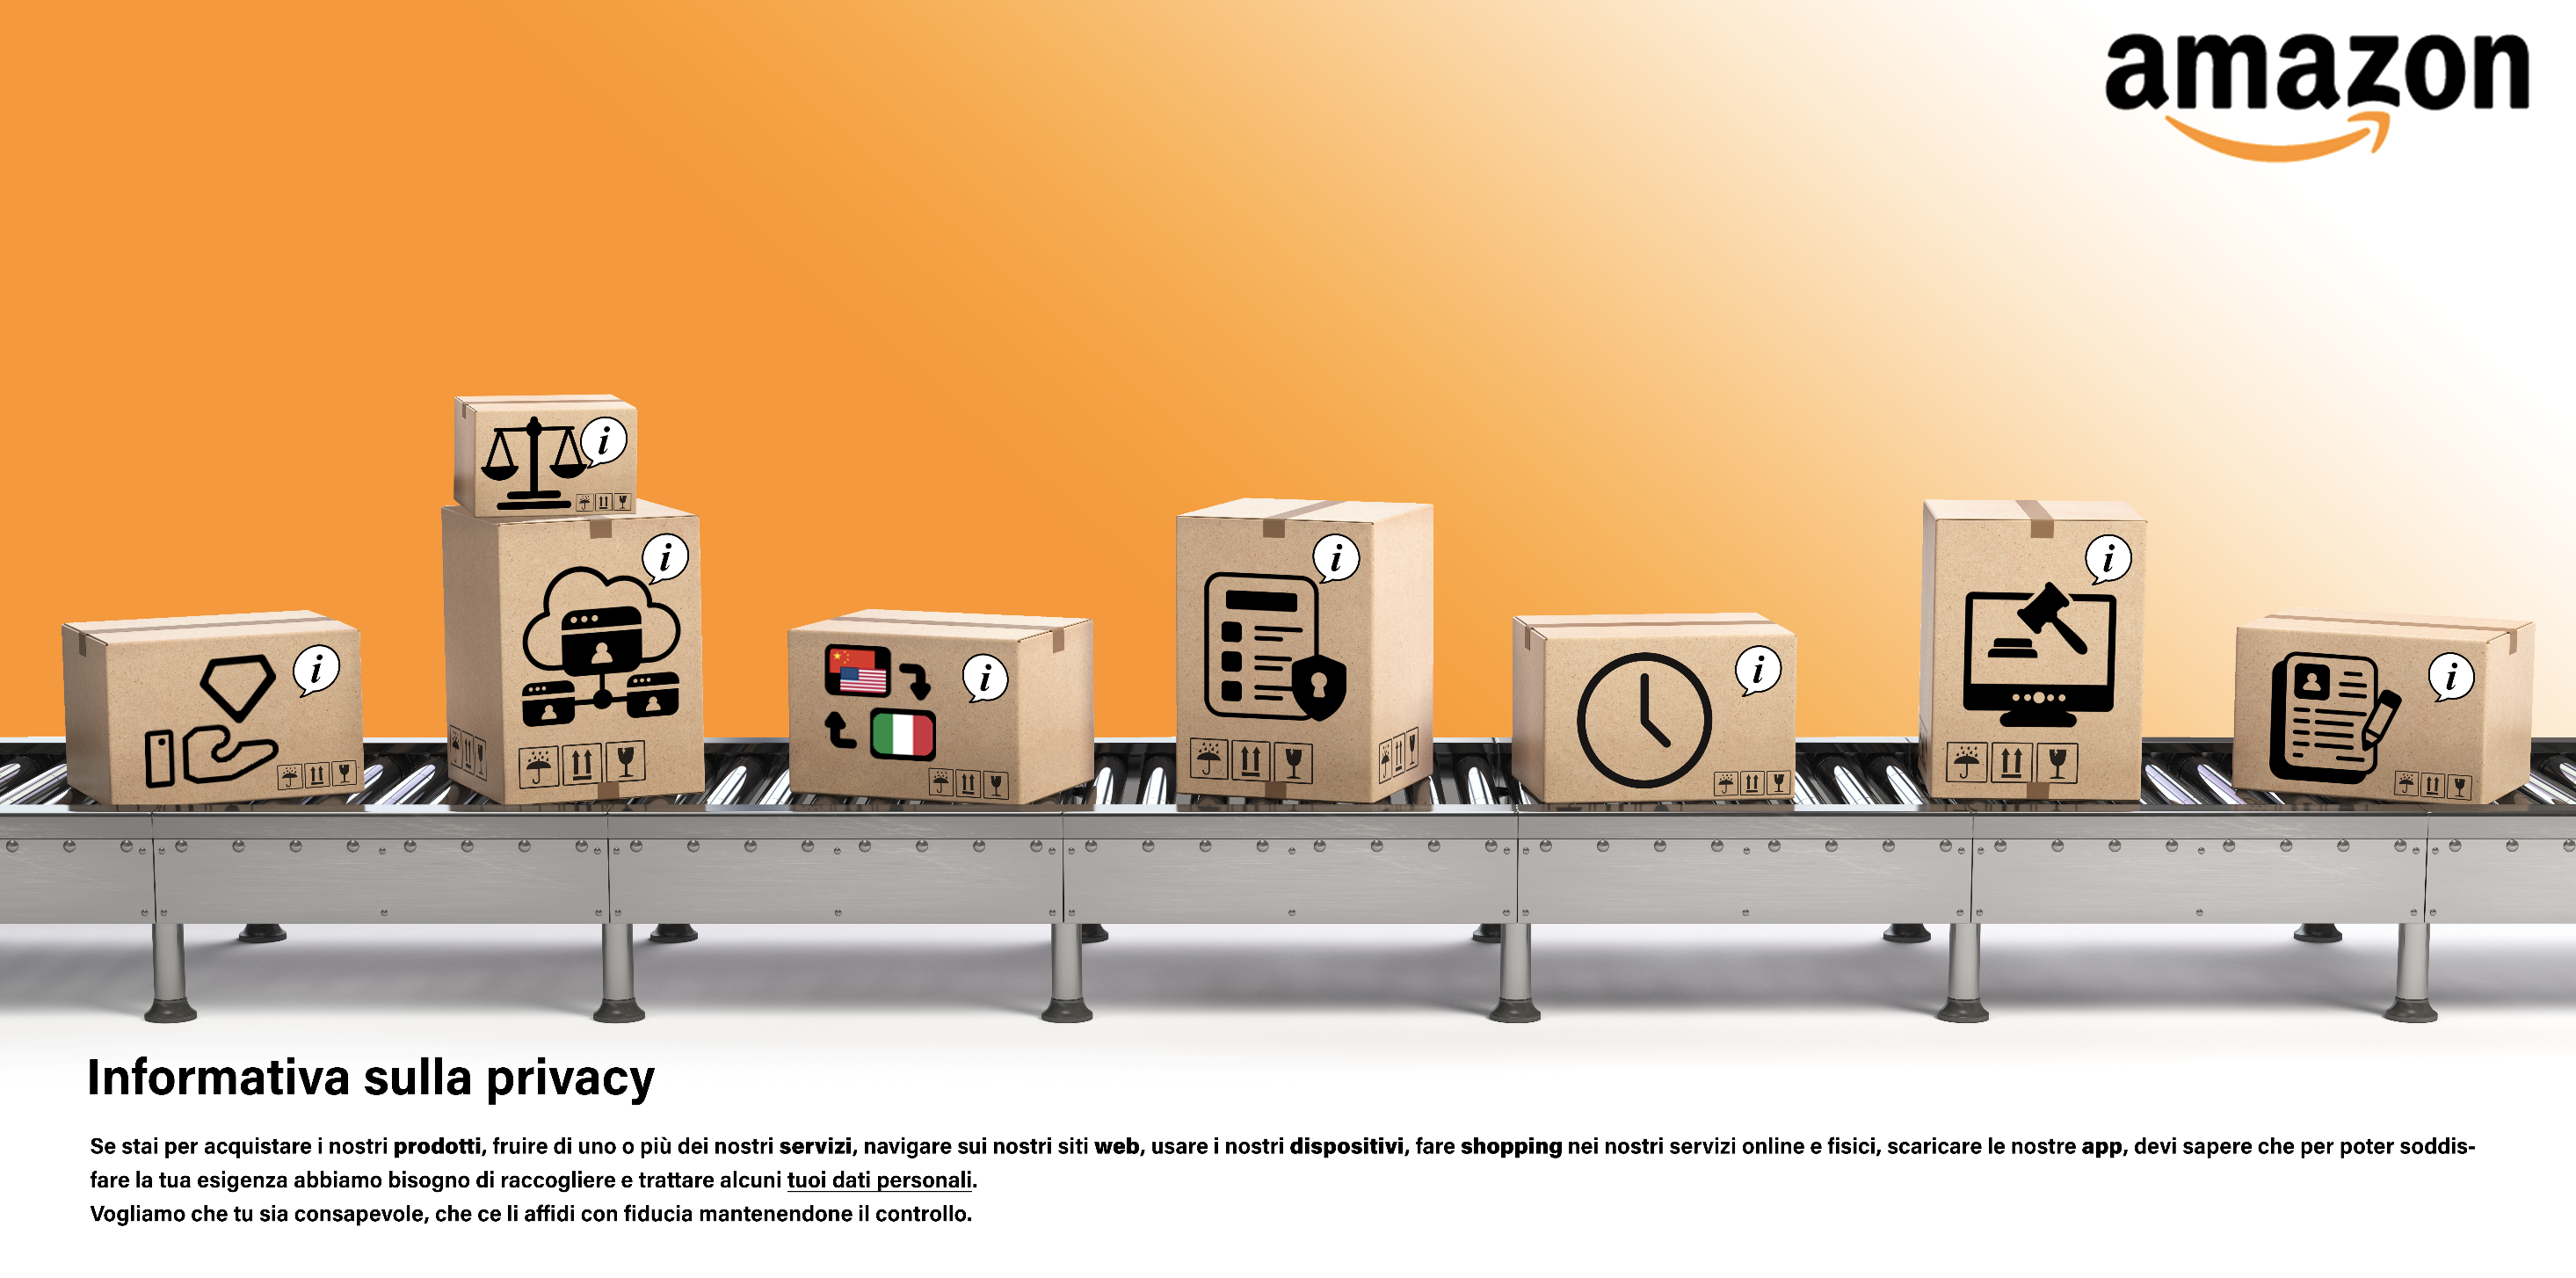 amazon
i
i
i
i
i
i
i
i
Informativa sulla privacy
Se stai per acquistare i nostri prodotti, fruire di uno o più dei nostri servizi, navigare sui nostri siti web, usare i nostri dispositivi, fare shopping nei nostri servizi online e fisici, scaricare le nostre app, devi sapere che per poter soddis-
fare la tua esigenza abbiamo bisogno di raccogliere e trattare alcuni tuoi dati personali.
Vogliamo che tu sia consapevole, che ce li affidi con fiducia mantenendone il controllo.